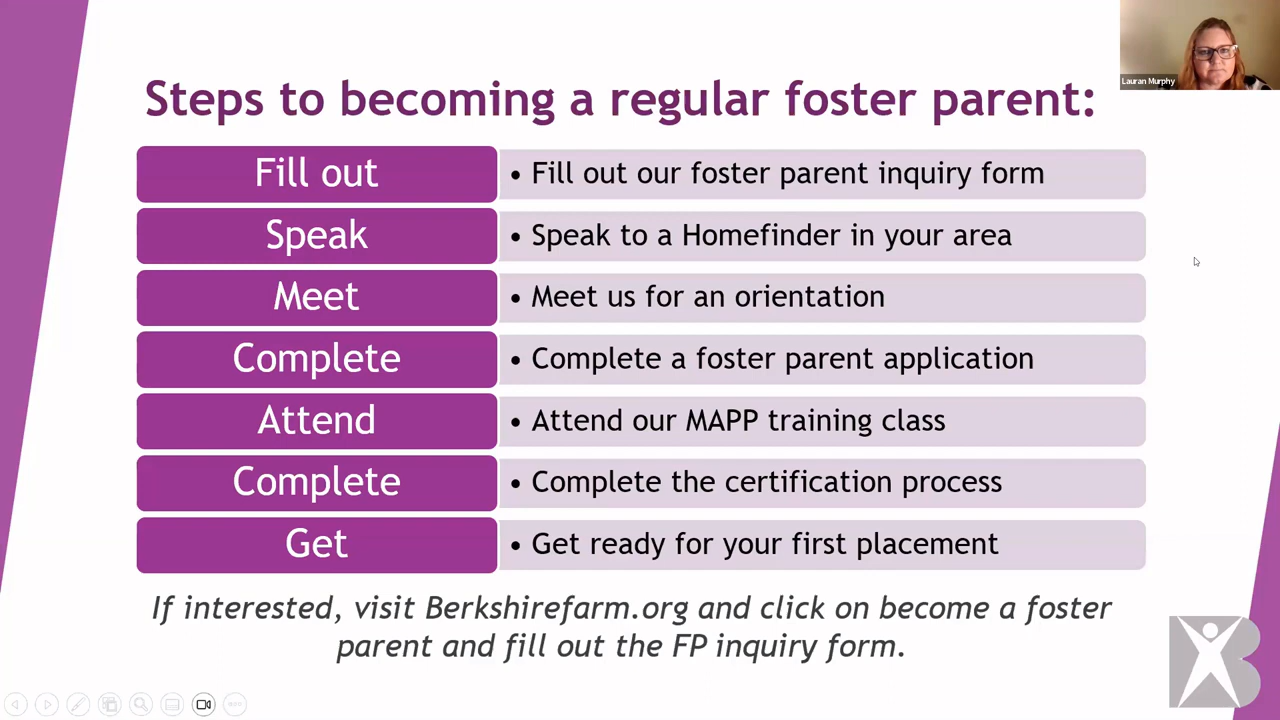 Lauran Murphy
Steps to becoming a regular foster parent:
Fill out
• Fill out our foster parent inquiry form
Speak
• Speak to a Homefinder in your area
Meet
• Meet us for an orientation
Complete
• Complete a foster parent application
Attend
• Attend our MAPP training class
Complete
• Complete the certification process
Get
• Get ready for your first placement
If interested, visit Berkshirefarm.org and click on become a foster
parent and fill out the FP inquiry form.